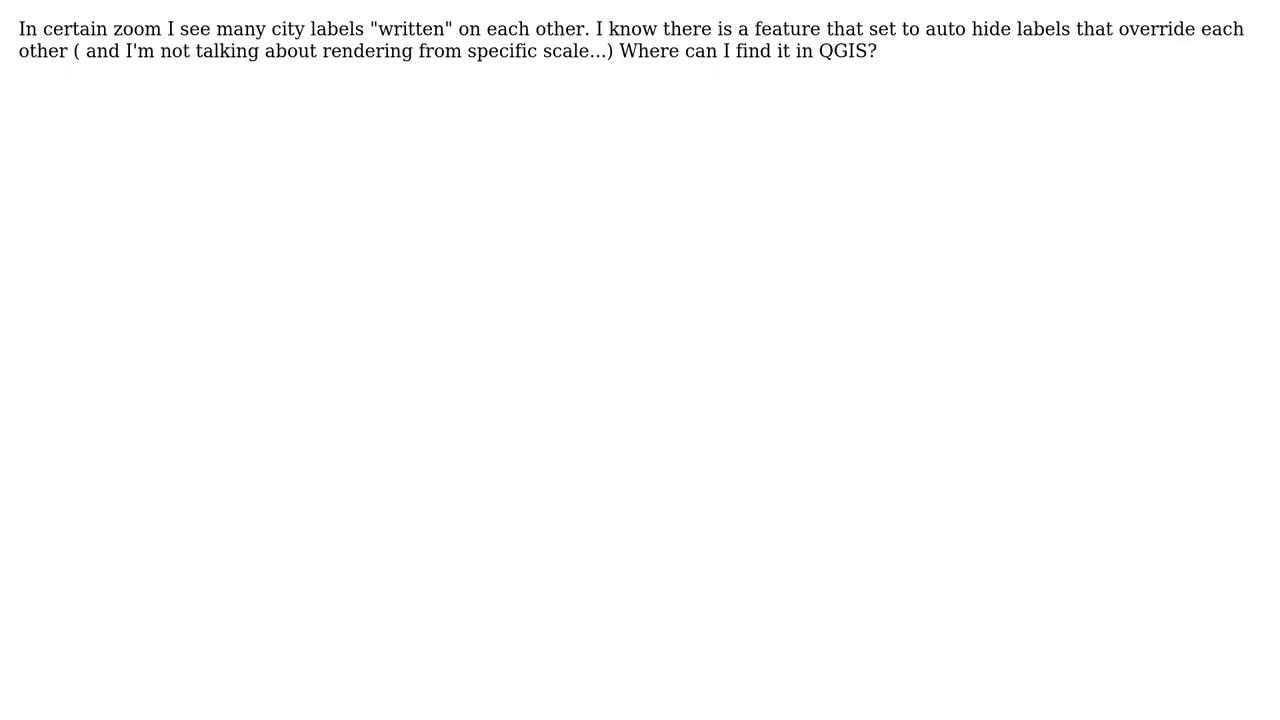 In certain zoom I see many city labels "written" on each other. I know there is a feature that set to auto hide labels that override each
other ( and I'm not talking about rendering from specific scale...) Where can I find it in QGIS?